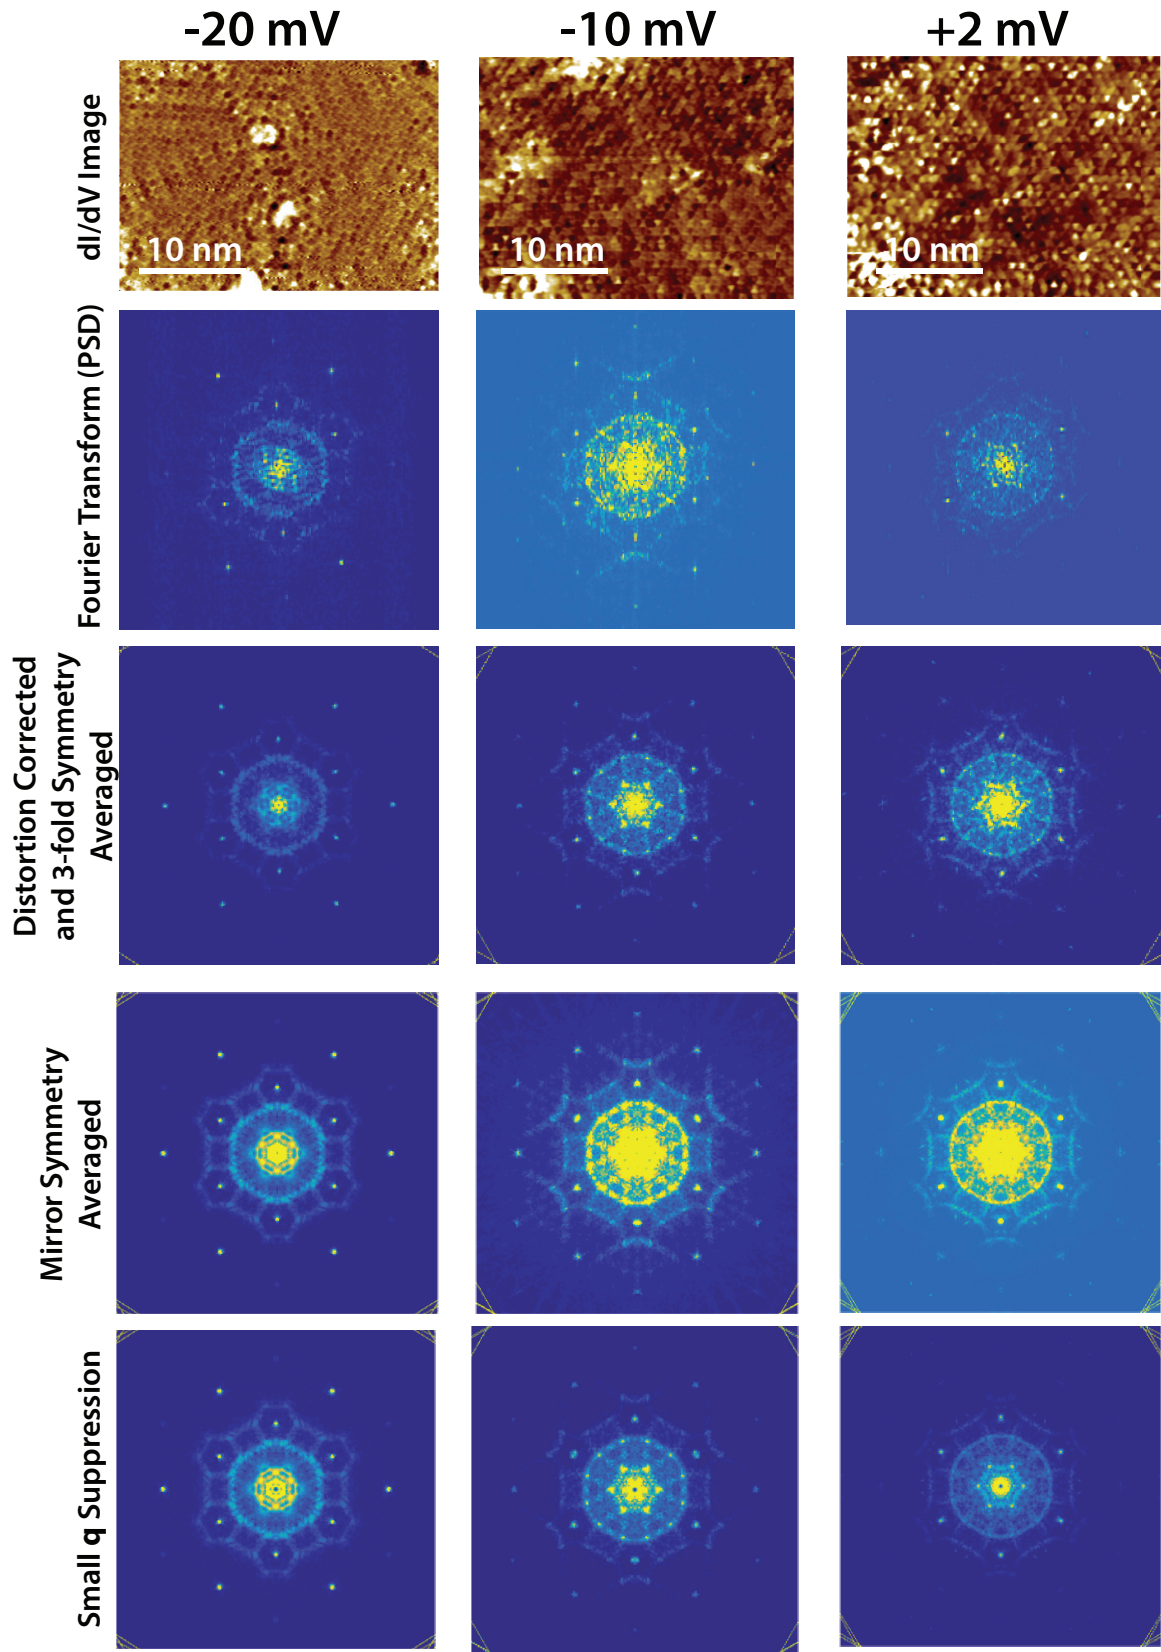 -20 mV
-10 mV
+2 mV
dI/dV Image
10 nm
10 nm
10 nm
Fourier Transform (PSD)
Distortion Corrected
and 3-fold Symmetry
Averaged
Mirror Symmetry
Averaged
Small q Suppression